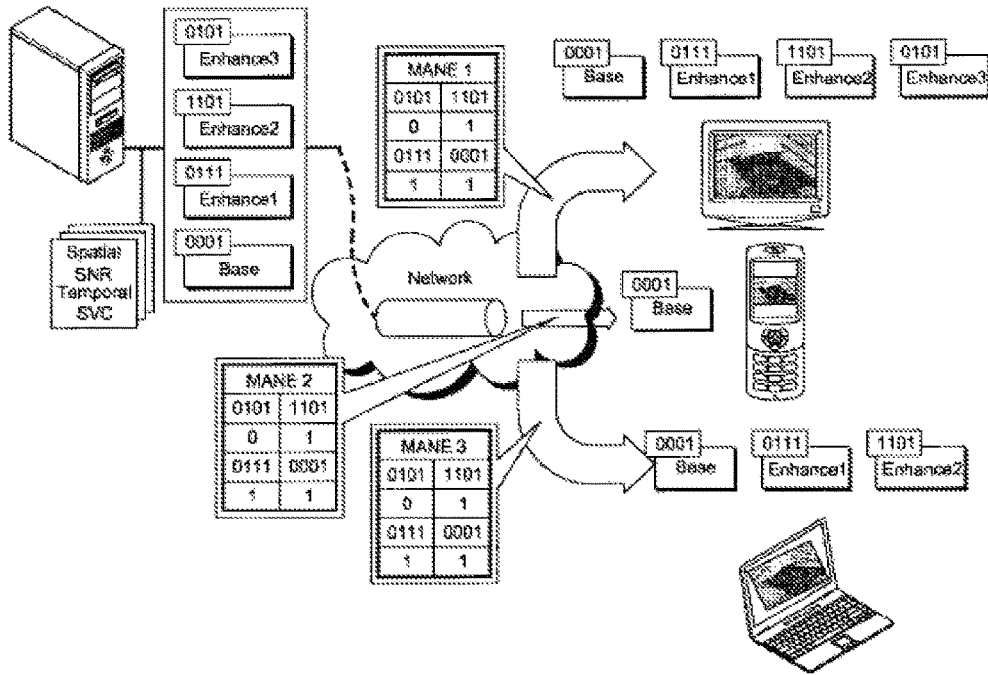 0101
Enhance3
1101
Enhance2
0111
Enhance1
0001
Base
Spatial
SNR
Tamporal
SVC
MANE 1
0101 1101
0 1
0111 0001
1 1
0001
Base
0111
Enhance1
1101
Enhance2
0101
Enhance3
Network
0001
Base
MANE 2
0101 1101
0 1
0111 0001
1 1
MANE 3
0101 1101
0 1
0111 0001
1 1
0001
Base
0111
Enhance1
1101
Enhance2